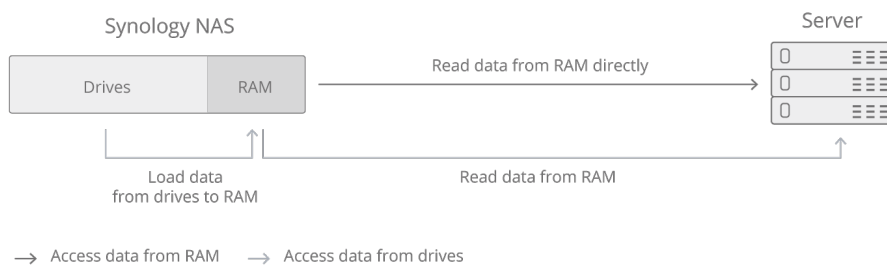 Synology NAS
Server
Drives
RAM
Read data from RAM directly
Load data
from drives to RAM
Read data from RAM
Access data from RAM
Access data from drives